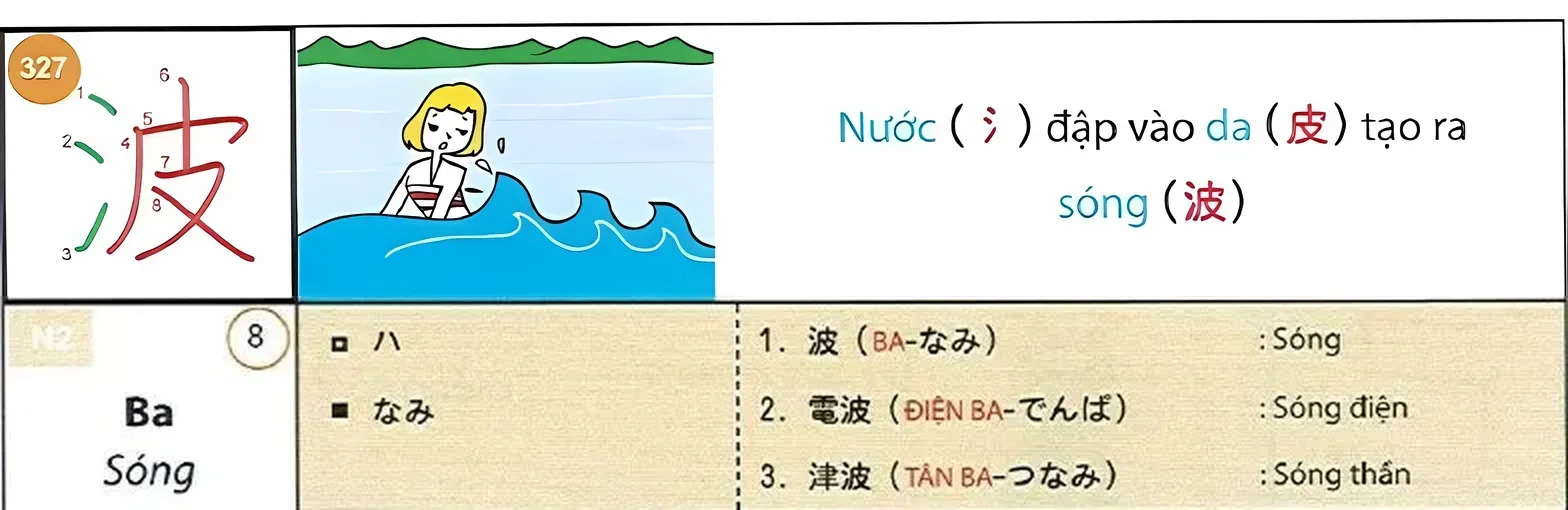 327
波
1
2
3
4
5
6
7
8
Nước (氵) đập vào da (皮) tạo ra
sóng (波)
N2
8
Ba
Sóng
ハ
なみ
1. 波 (BA-なみ) : Sóng
2. 電波 (ĐIỆN BA-でんぱ) : Sóng điện
3. 津波 (TÂN BA-つなみ) : Sóng thần